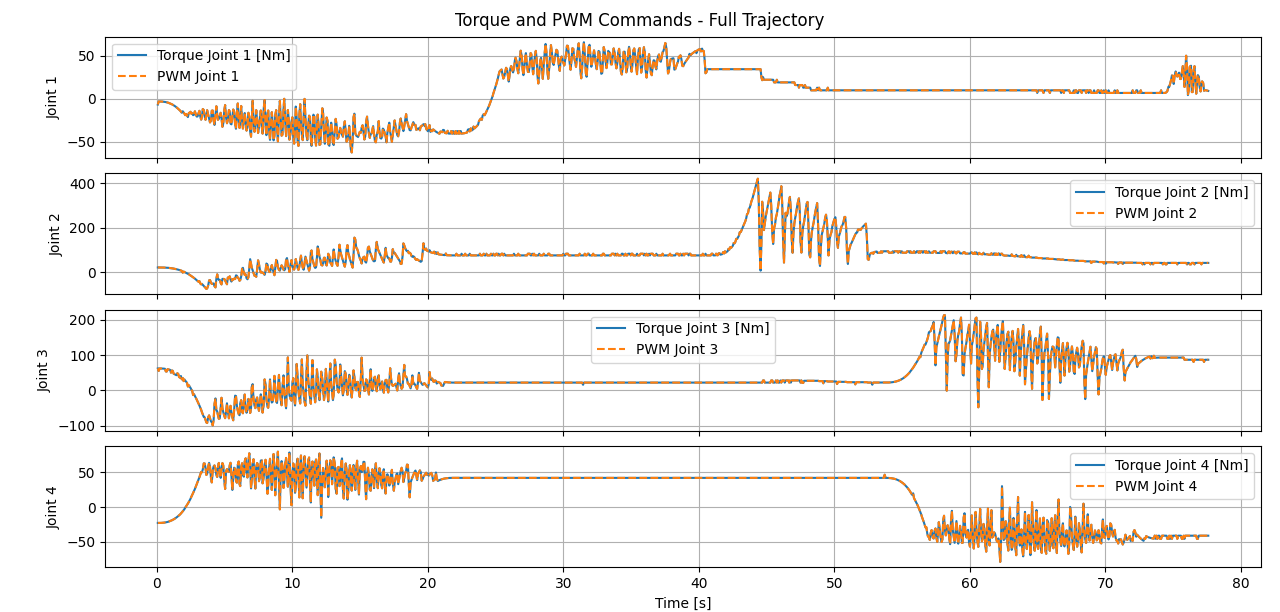 Torque and PWM Commands - Full Trajectory
Joint 1
50
0
−50
Torque Joint 1 [Nm]
PWM Joint 1
Joint 2
400
200
0
Torque Joint 2 [Nm]
PWM Joint 2
Joint 3
200
100
0
−100
Torque Joint 3 [Nm]
PWM Joint 3
Joint 4
50
0
−50
Torque Joint 4 [Nm]
PWM Joint 4
0 10 20 30 40 50 60 70 80
Time [s]